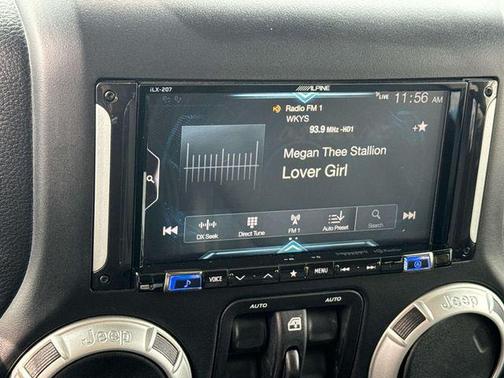 iLX-207
ALPINE
LIVE 11:56 AM
Radio FM 1
WKYS
93.9 MHz -HD1
Megan Thee Stallion
Lover Girl
DX Seek
Direct Tune
FM 1
Auto Preset
Search
VOICE
MENU
AUTO
AUTO
Jeep
Jeep